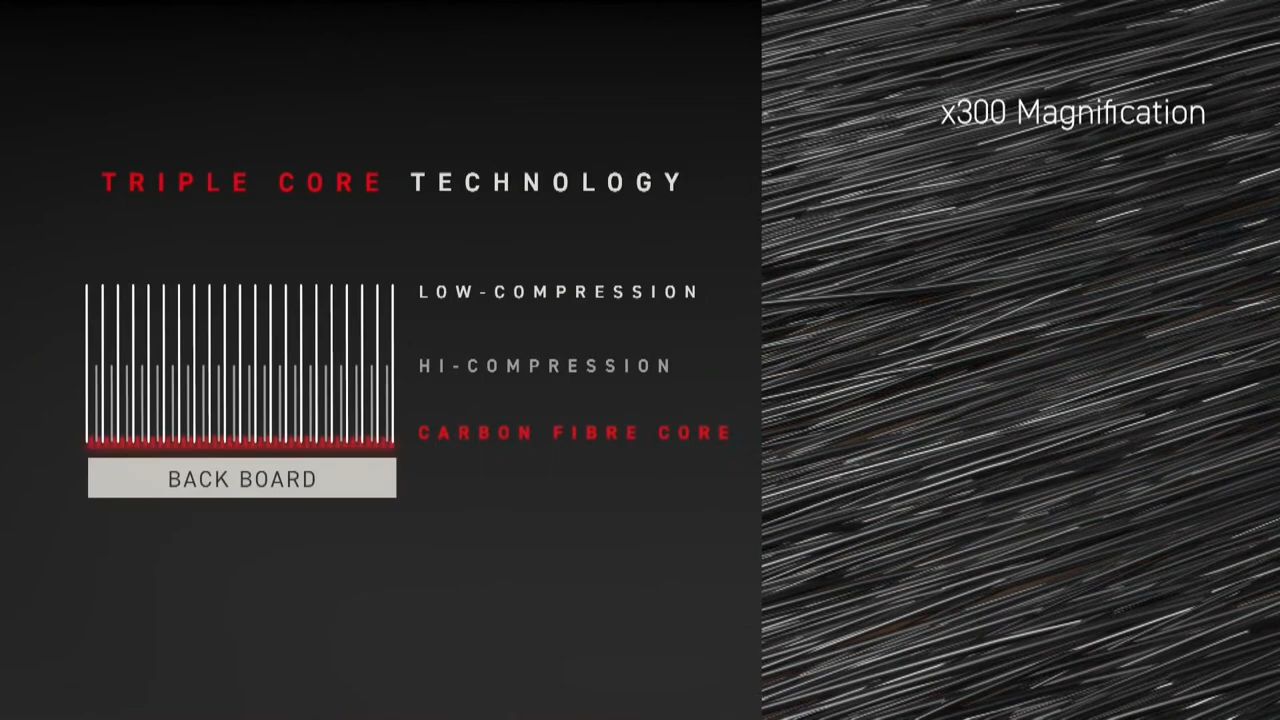 x300 Magnification
TRIPLE CORE TECHNOLOGY
LOW-COMPRESSION
HI-COMPRESSION
CARBON FIBRE CORE
BACK BOARD